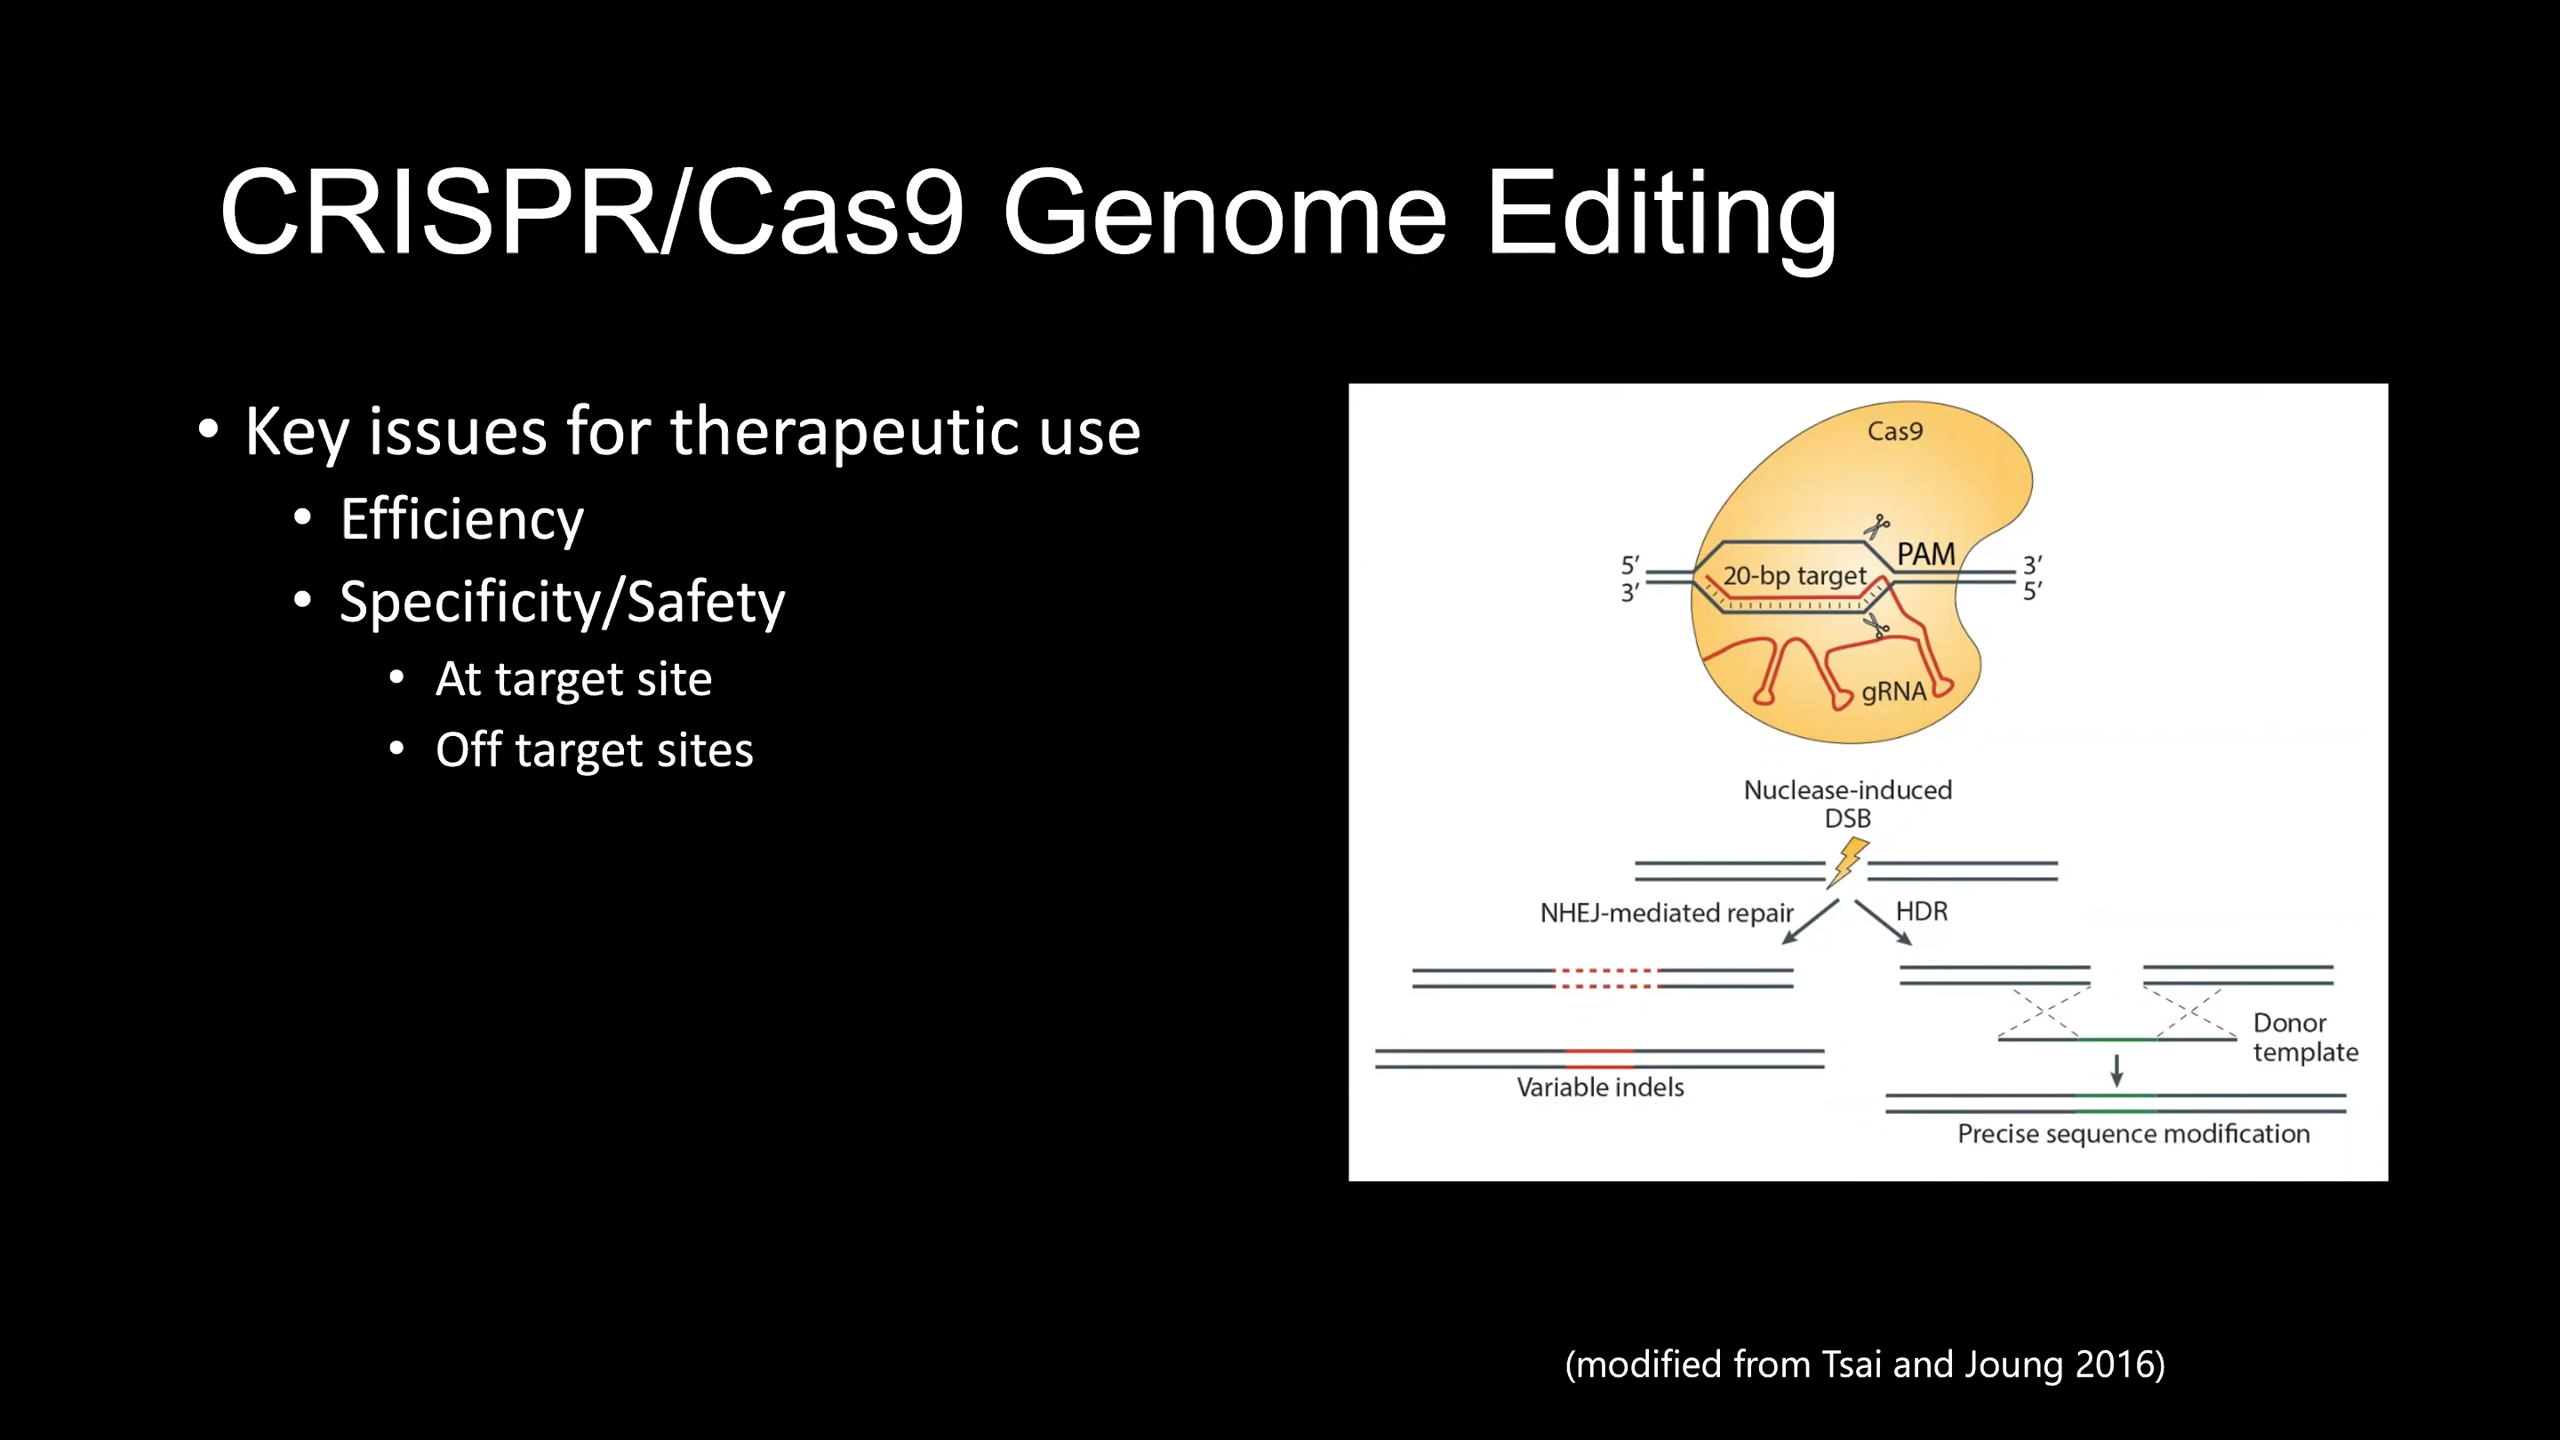 CRISPR/Cas9 Genome Editing
• Key issues for therapeutic use
• Efficiency
• Specificity/Safety
• At target site
• Off target sites
Cas9
5′ PAM 3′
20-bp target
3′ 5′
gRNA
Nuclease-induced
DSB
NHEJ-mediated repair HDR
Donor
template
Variable indels
Precise sequence modification
(modified from Tsai and Joung 2016)